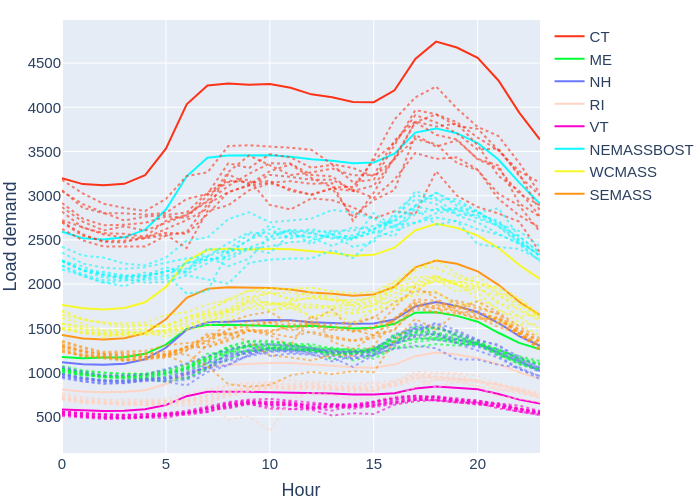 4500
4000
3500
3000
2500
2000
1500
1000
500
0
5
10
15
20
Load demand
Hour
CT
ME
NH
RI
VT
NEMASSBOST
WCMASS
SEMASS